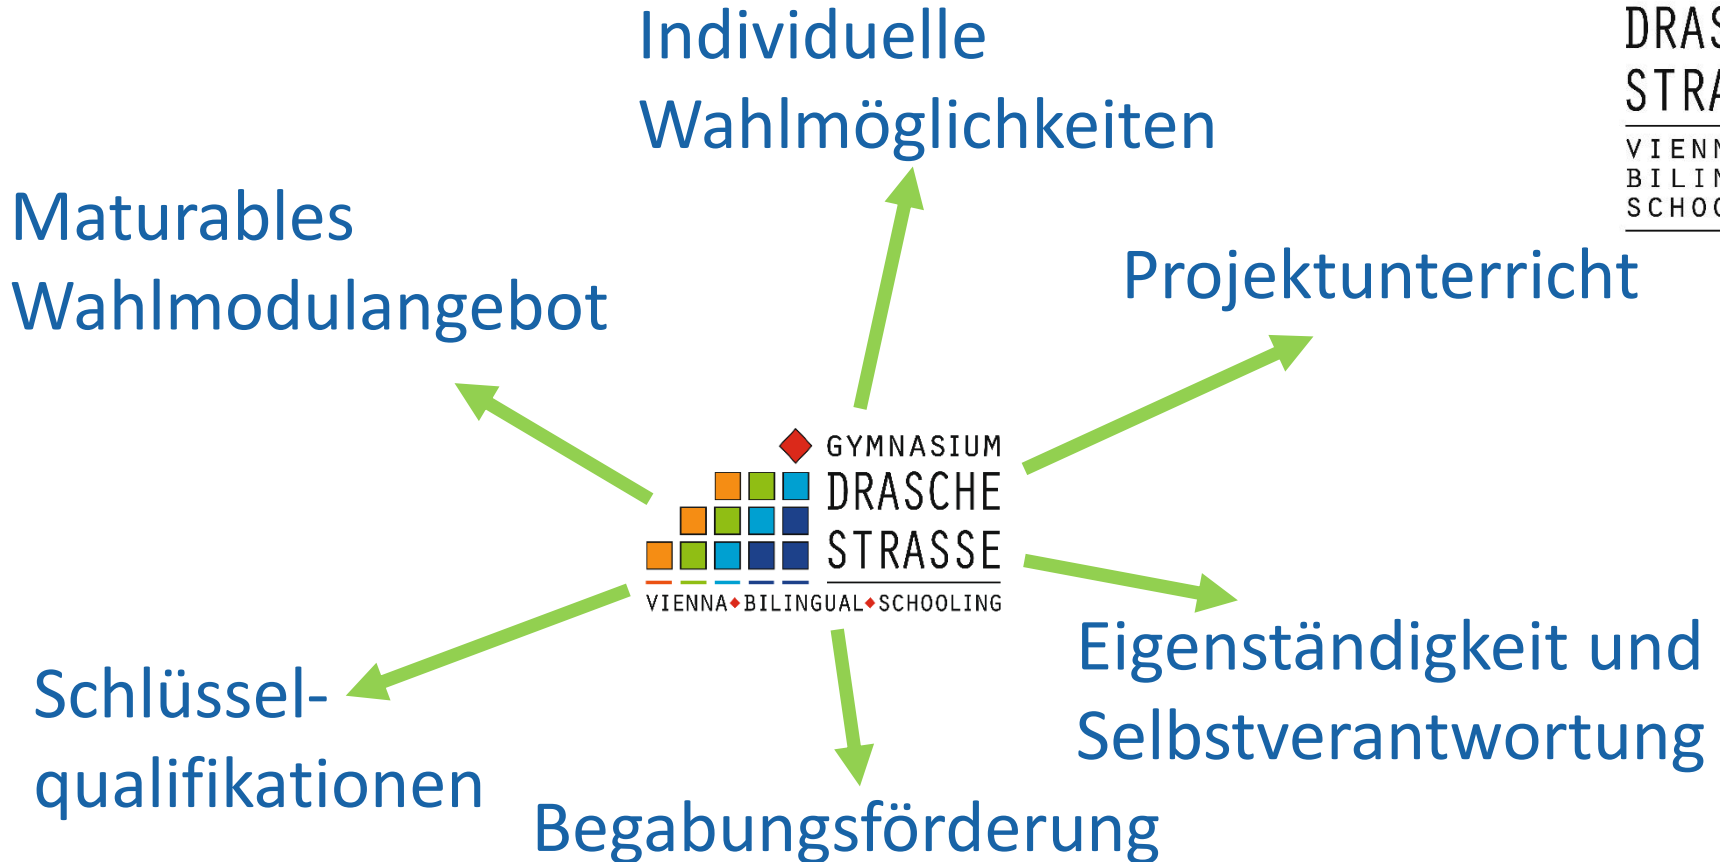 Individuelle
Wahlmöglichkeiten
Maturables
Wahlmodulangebot
Projektunterricht
GYMNASIUM
DRASCHE
STRASSE
VIENNA♦BILINGUAL♦SCHOOLING
Eigenständigkeit und
Selbstverantwortung
Schlüssel-
qualifikationen
Begabungsförderung